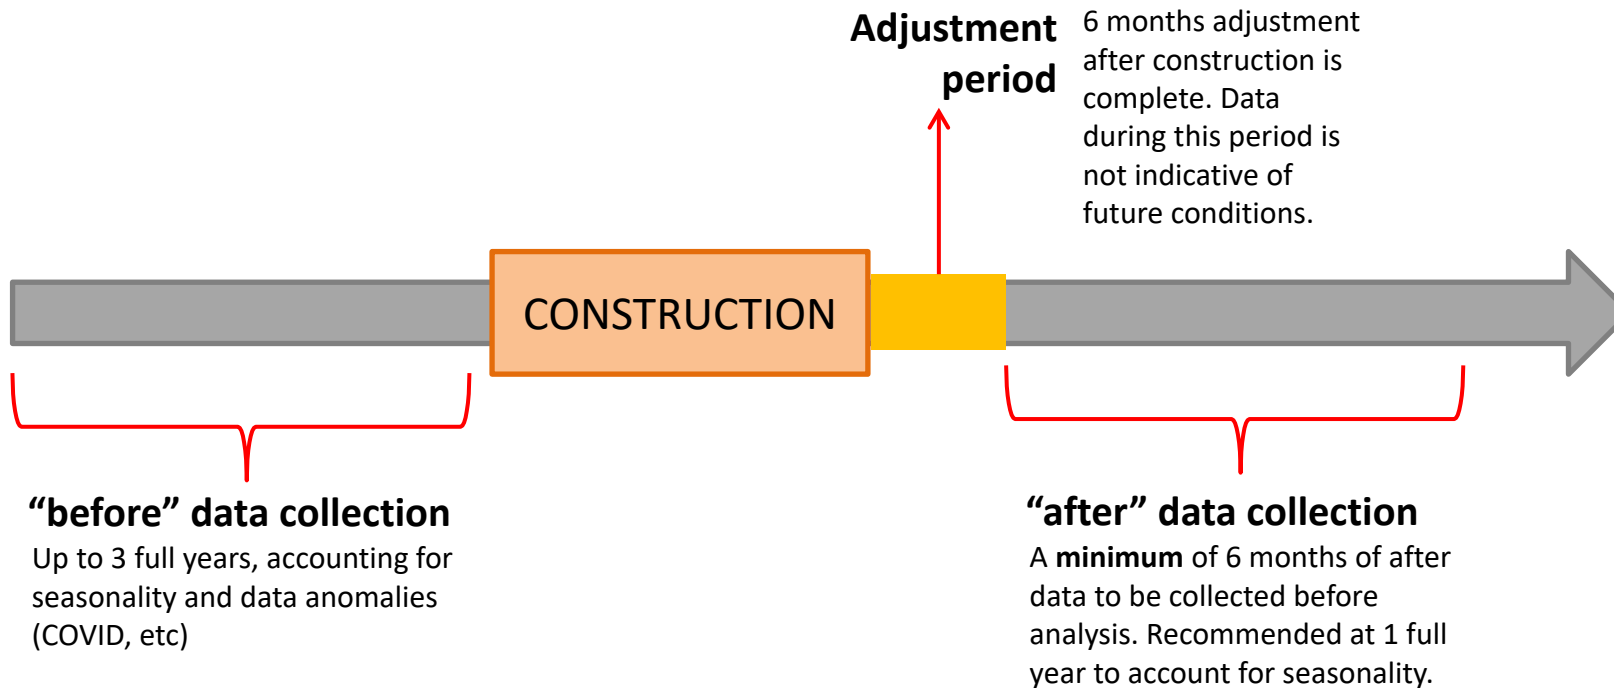 Adjustment
period
6 months adjustment
after construction is
complete. Data
during this period is
not indicative of
future conditions.
CONSTRUCTION
“before” data collection
Up to 3 full years, accounting for
seasonality and data anomalies
(COVID, etc)
“after” data collection
A minimum of 6 months of after
data to be collected before
analysis. Recommended at 1 full
year to account for seasonality.